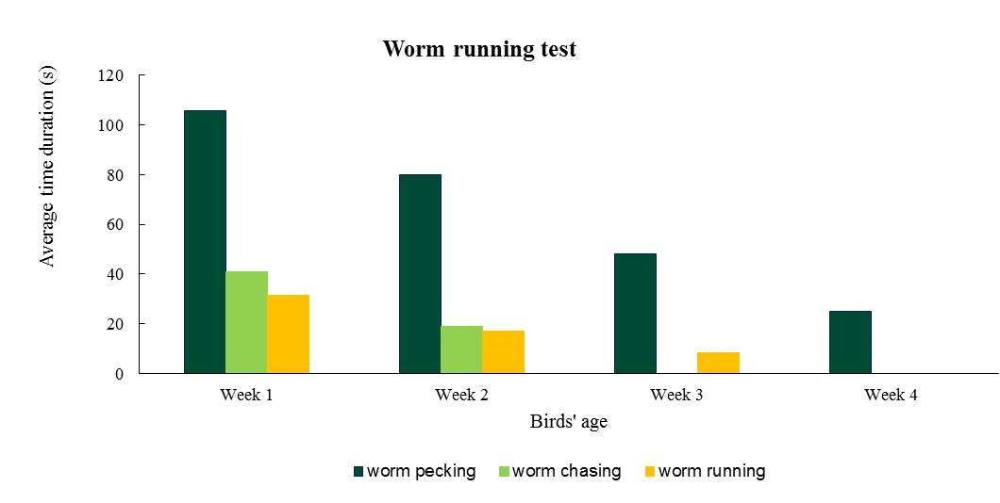 Worm running test
Average time duration (s)
120
100
80
60
40
20
0
Week 1 Week 2 Week 3 Week 4
Birds' age
worm pecking worm chasing worm running